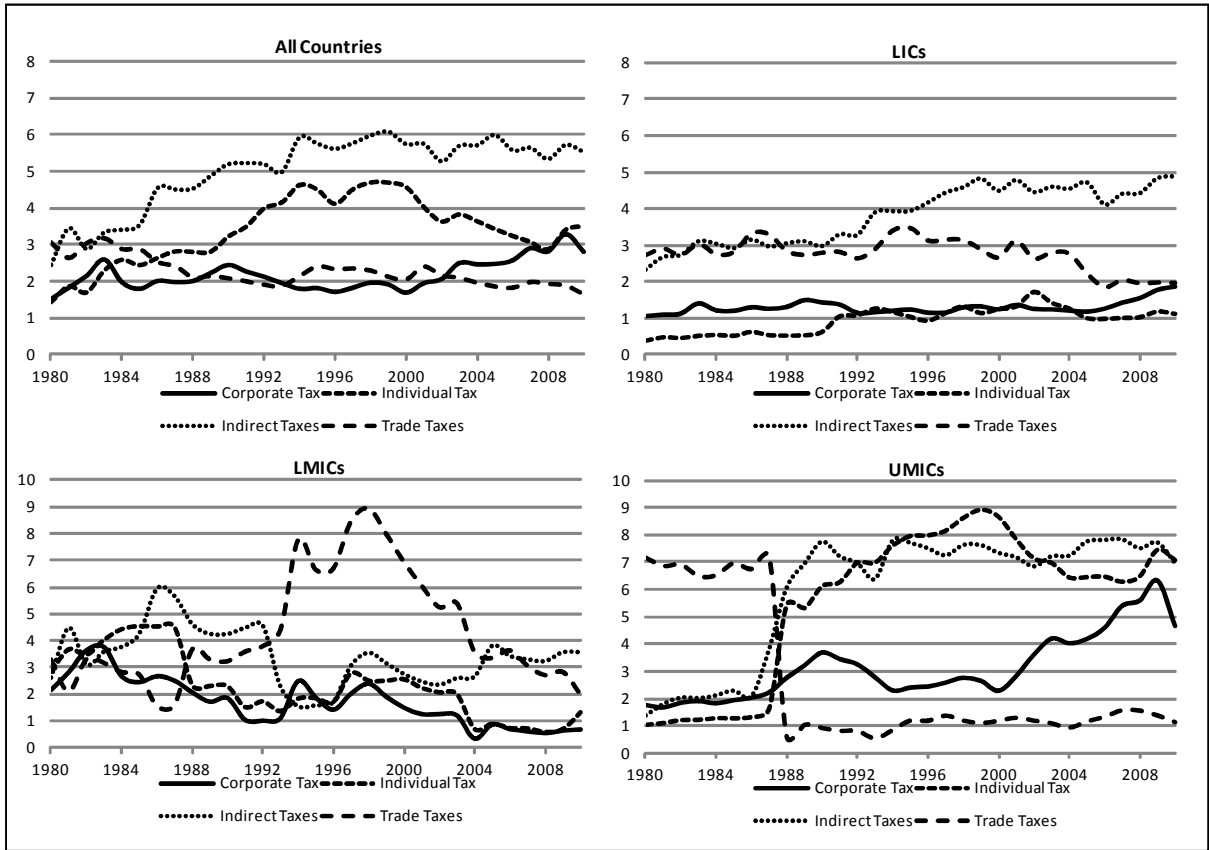 All Countries
8
7
6
5
4
3
2
1
0
1980 1984 1988 1992 1996 2000 2004 2008
Corporate Tax Individual Tax
Indirect Taxes Trade Taxes
LICs
8
7
6
5
4
3
2
1
0
1980 1984 1988 1992 1996 2000 2004 2008
Corporate Tax Individual Tax
Indirect Taxes Trade Taxes
LMICs
10
9
8
7
6
5
4
3
2
1
0
1980 1984 1988 1992 1996 2000 2004 2008
Corporate Tax Individual Tax
Indirect Taxes Trade Taxes
UMICs
10
9
8
7
6
5
4
3
2
1
0
1980 1984 1988 1992 1996 2000 2004 2008
Corporate Tax Individual Tax
Indirect Taxes Trade Taxes